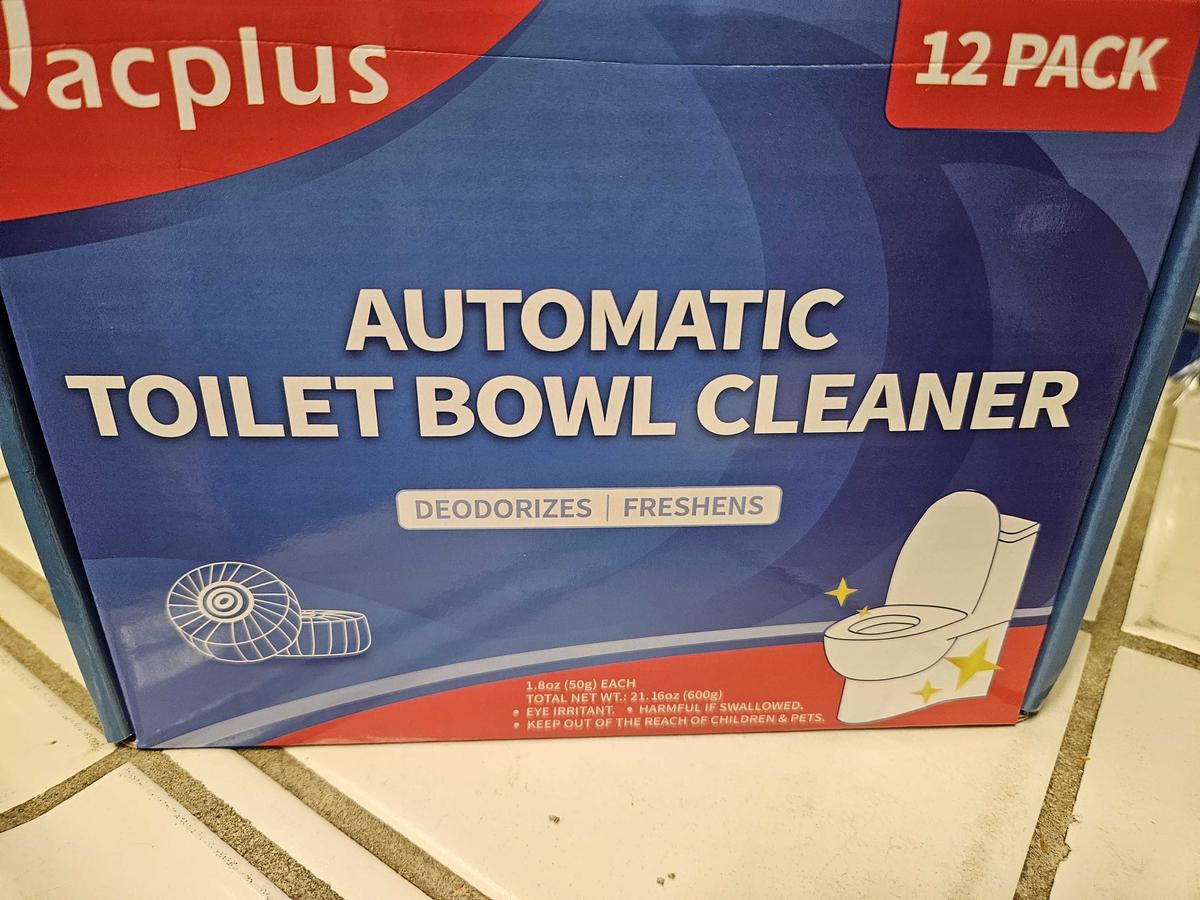 acplus
12 PACK
AUTOMATIC
TOILET BOWL CLEANER
DEODORIZES | FRESHENS
1.8oz (50g) EACH
TOTAL NET WT.: 21.16oz (600g)
• EYE IRRITANT. • HARMFUL IF SWALLOWED.
• KEEP OUT OF THE REACH OF CHILDREN & PETS.